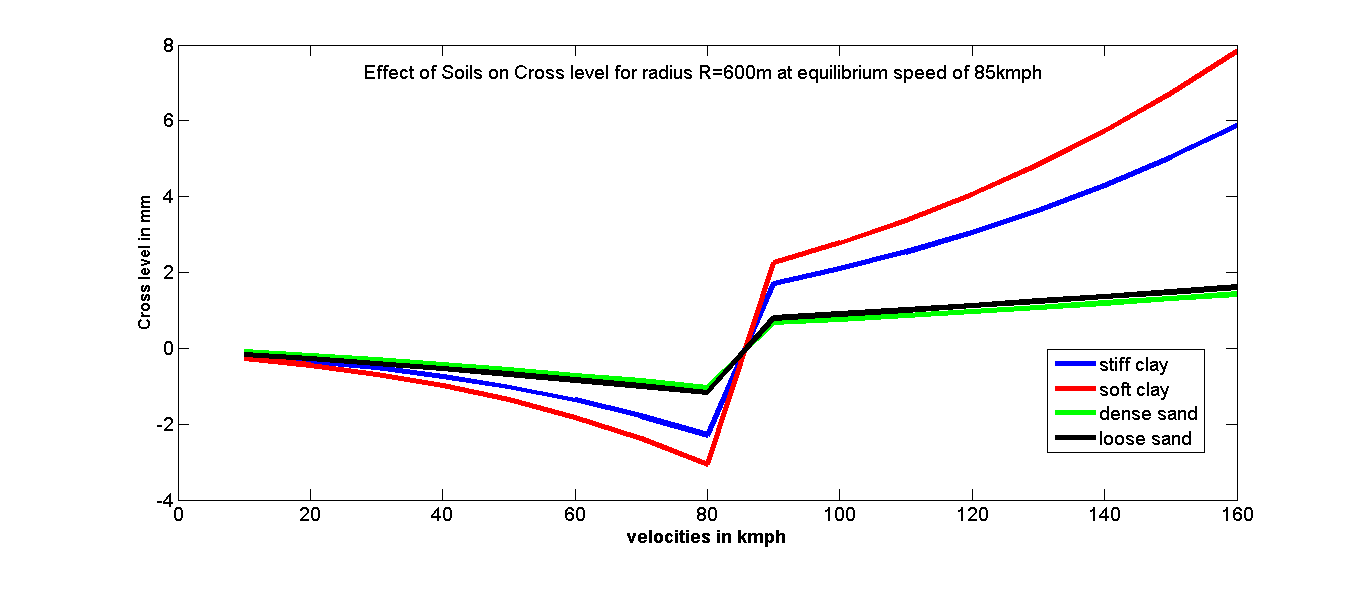 Effect of Soils on Cross level for radius R=600m at equilibrium speed of 85kmph
8
6
4
2
0
-2
-4
Cross level in mm
stiff clay
soft clay
dense sand
loose sand
0 20 40 60 80 100 120 140 160
velocities in kmph